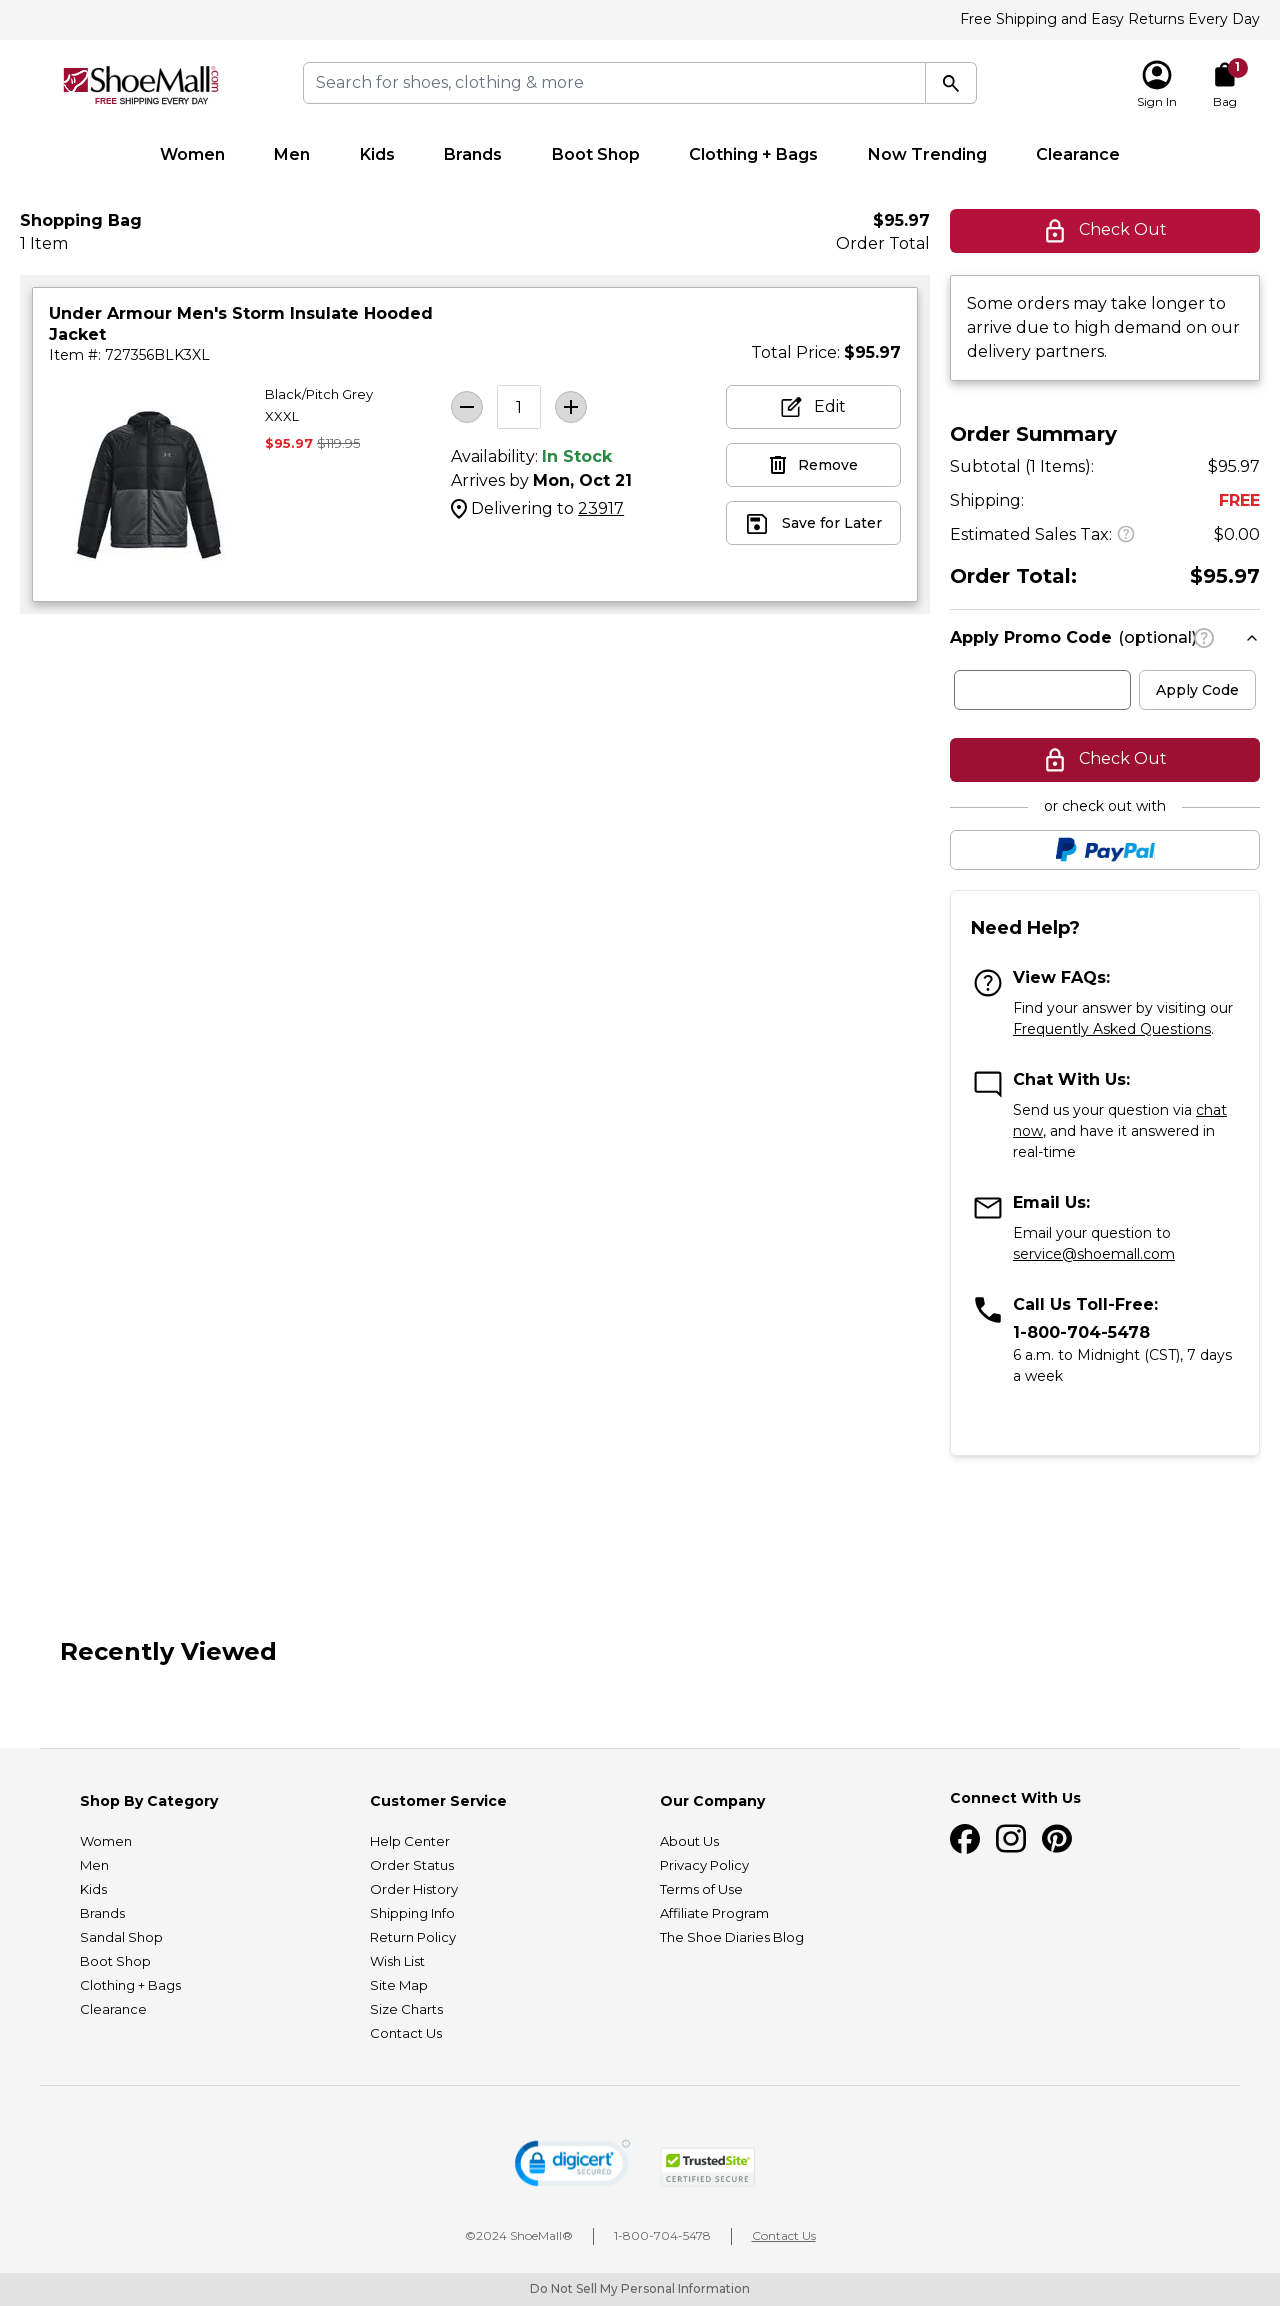 Free Shipping and Easy Returns Every Day
ShoeMall.com
FREE SHIPPING EVERY DAY
Search for shoes, clothing & more
Sign In
1
Bag
Women Men Kids Brands Boot Shop Clothing + Bags Now Trending Clearance
Shopping Bag
1 Item
$95.97
Order Total
Check Out
Under Armour Men's Storm Insulate Hooded
Jacket
Item #: 727356BLK3XL
Total Price: $95.97
Black/Pitch Grey
XXXL
$95.97 $119.95
1
Availability: In Stock
Arrives by Mon, Oct 21
Delivering to 23917
Edit
Remove
Save for Later
Some orders may take longer to
arrive due to high demand on our
delivery partners.
Order Summary
Subtotal (1 Items): $95.97
Shipping: FREE
Estimated Sales Tax: $0.00
Order Total: $95.97
Apply Promo Code (optional)
Apply Code
Check Out
or check out with
PayPal
Need Help?
View FAQs:
Find your answer by visiting our
Frequently Asked Questions.
Chat With Us:
Send us your question via chat
now, and have it answered in
real-time
Email Us:
Email your question to
service@shoemall.com
Call Us Toll-Free:
1-800-704-5478
6 a.m. to Midnight (CST), 7 days
a week
Recently Viewed
Shop By Category
Women
Men
Kids
Brands
Sandal Shop
Boot Shop
Clothing + Bags
Clearance
Customer Service
Help Center
Order Status
Order History
Shipping Info
Return Policy
Wish List
Site Map
Size Charts
Contact Us
Our Company
About Us
Privacy Policy
Terms of Use
Affiliate Program
The Shoe Diaries Blog
Connect With Us
digicert
SECURED
TrustedSite
CERTIFIED SECURE
©2024 ShoeMall® 1-800-704-5478 Contact Us
Do Not Sell My Personal Information